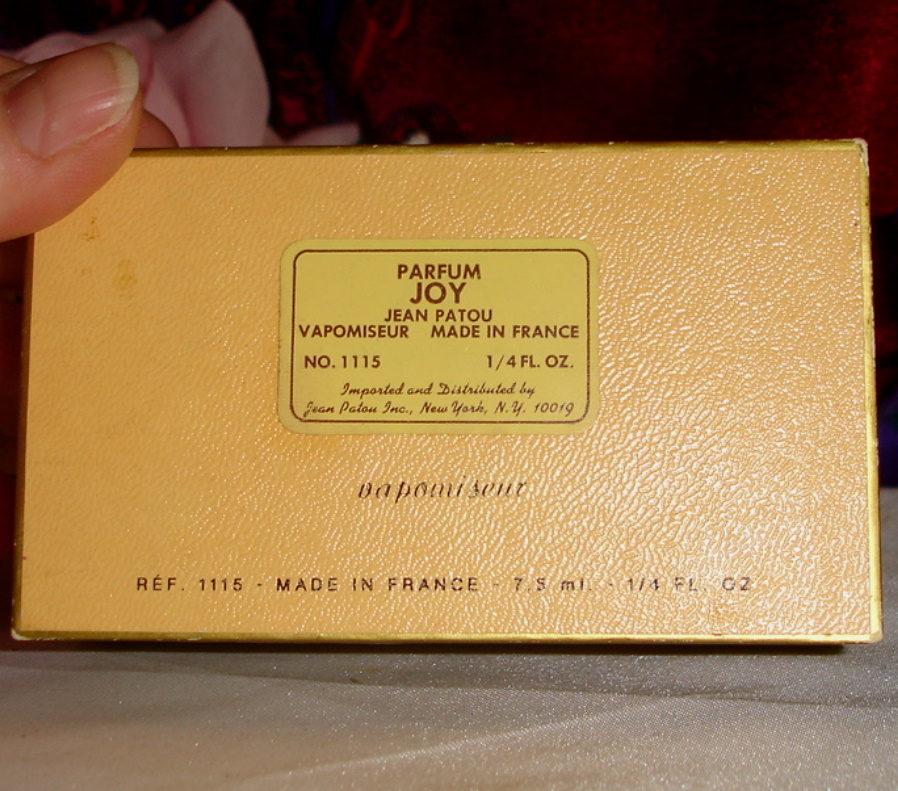 PARFUM
JOY
JEAN PATOU
VAPOMISEUR MADE IN FRANCE
NO. 1115 1/4 FL. OZ.
Imported and Distributed by
Jean Patou Inc., New York, N.Y. 10019
vapomiseur
RÉF. 1115 - MADE IN FRANCE - 7,5 ml. - 1/4 FL. OZ